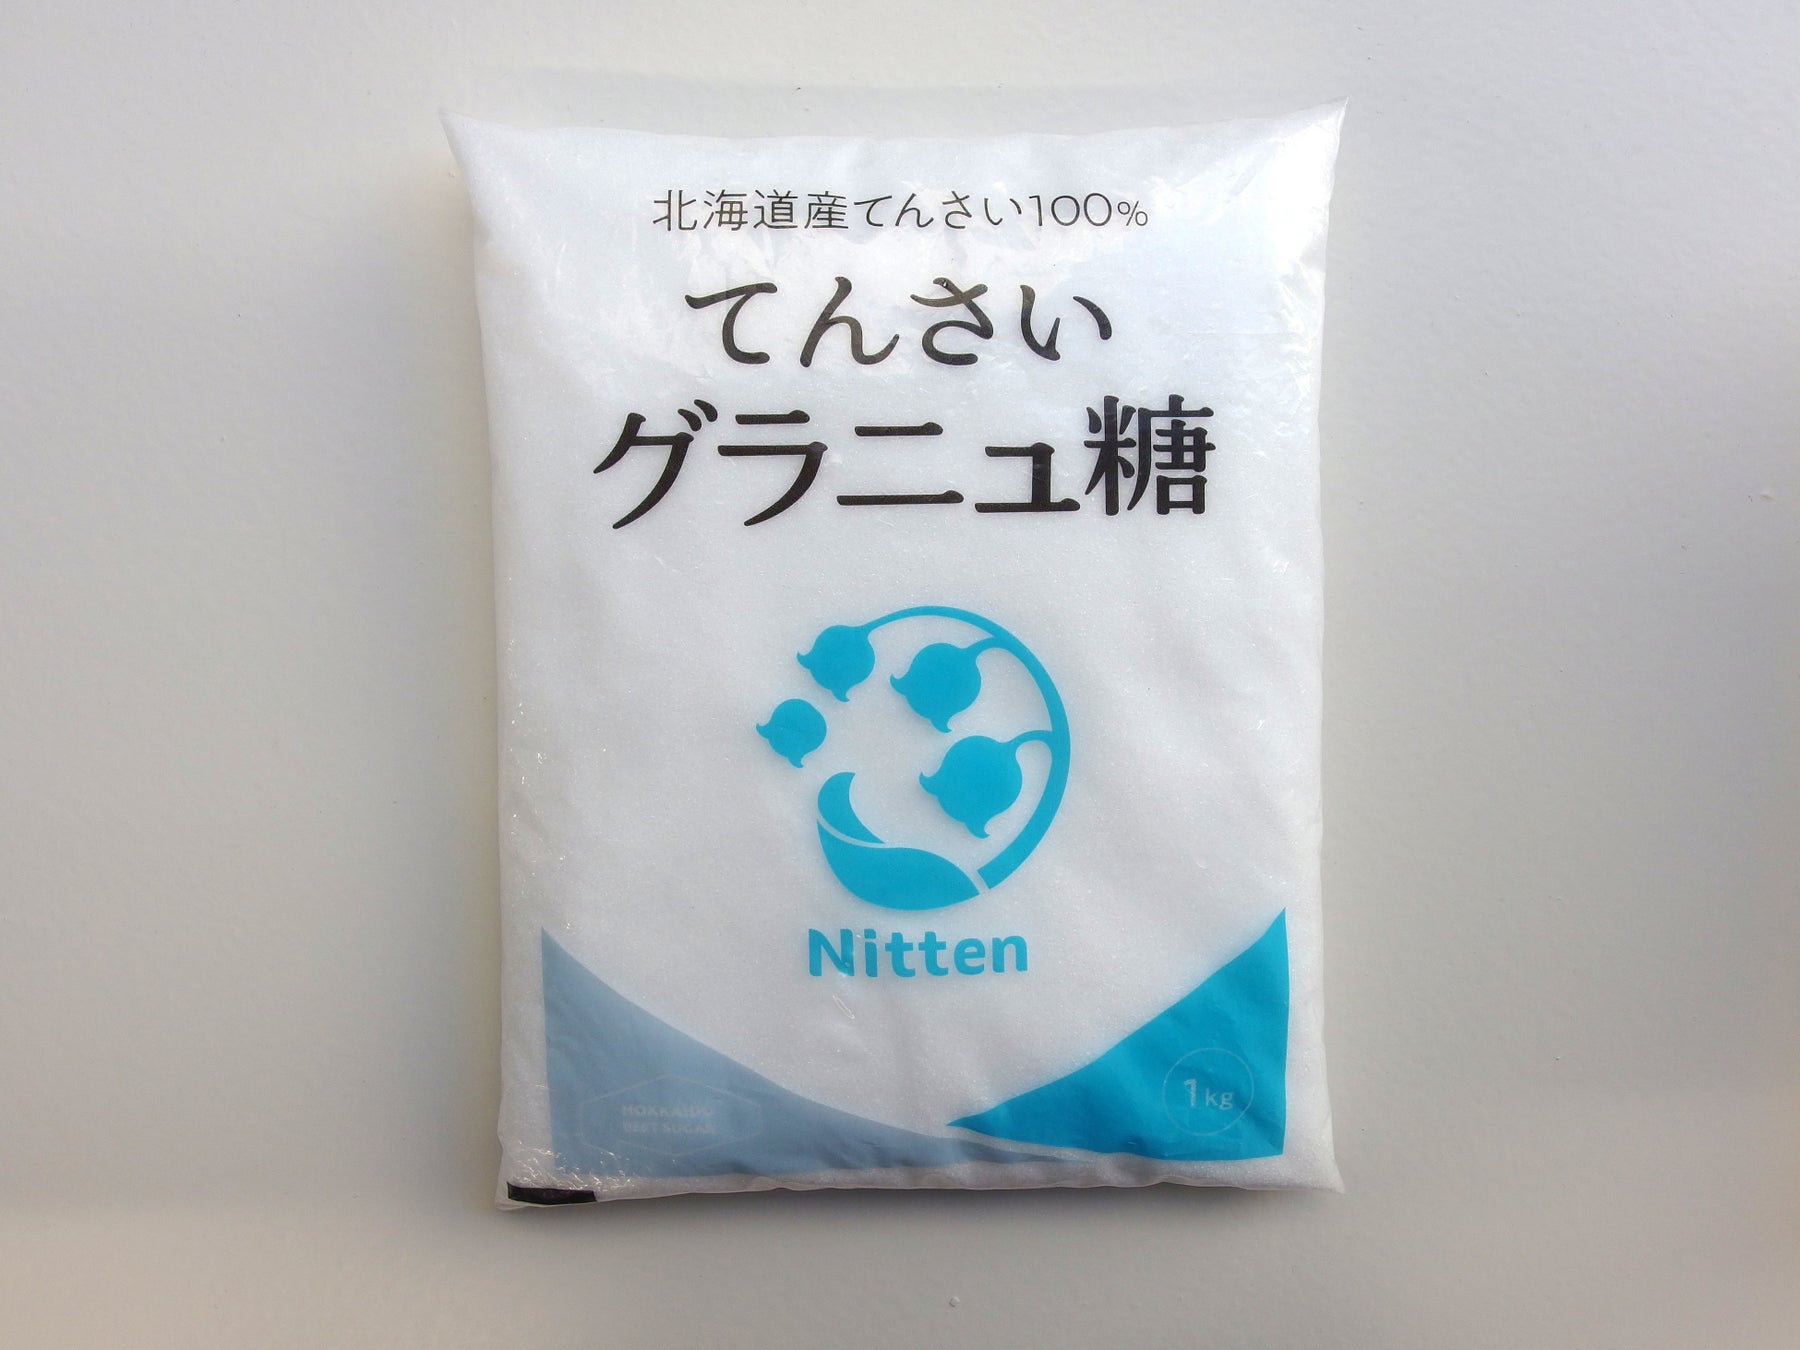 北海道産てんさい100%
てんさい
グラニュ糖
Nitten
HOKKAIDO
BEET SUGAR
1kg